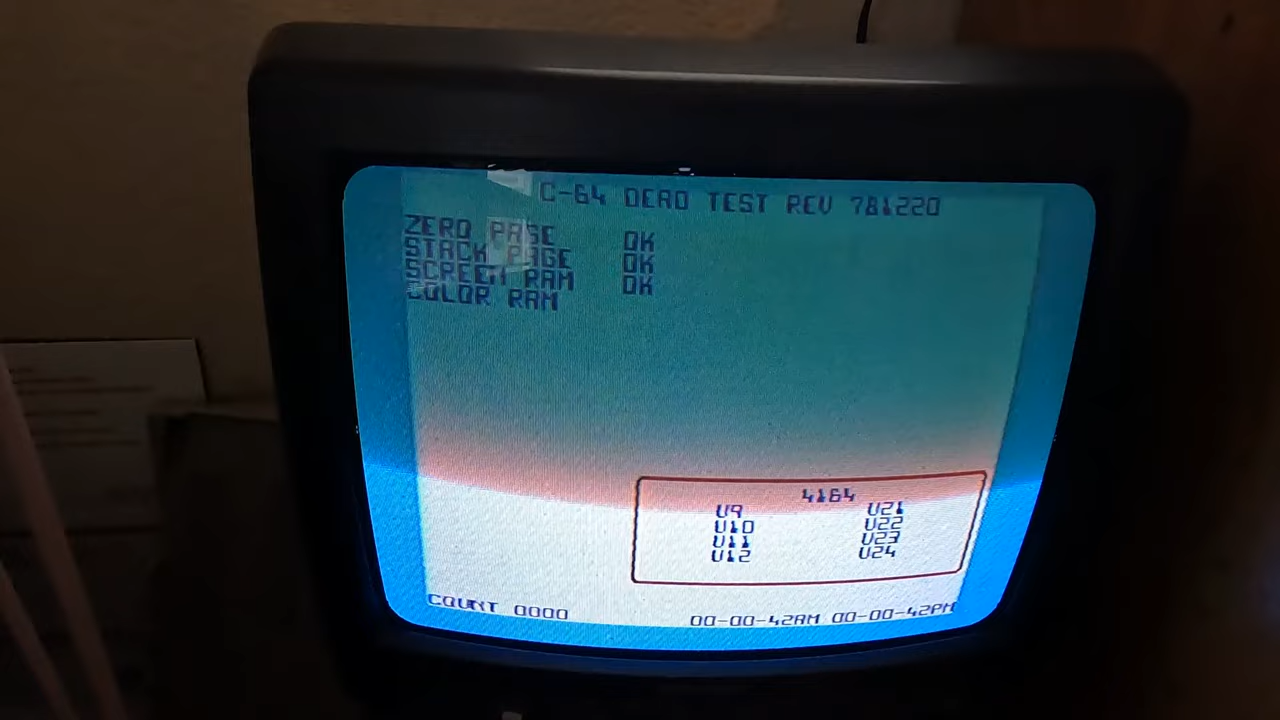 C-64 DEAD TEST REV 781220
ZERO PAGE OK
STACK PAGE OK
SCREEN RAM OK
COLOR RAM
4164
U9 U21
U10 U22
U11 U23
U12 U24
COUNT 0000 00-00-42AM 00-00-42PM